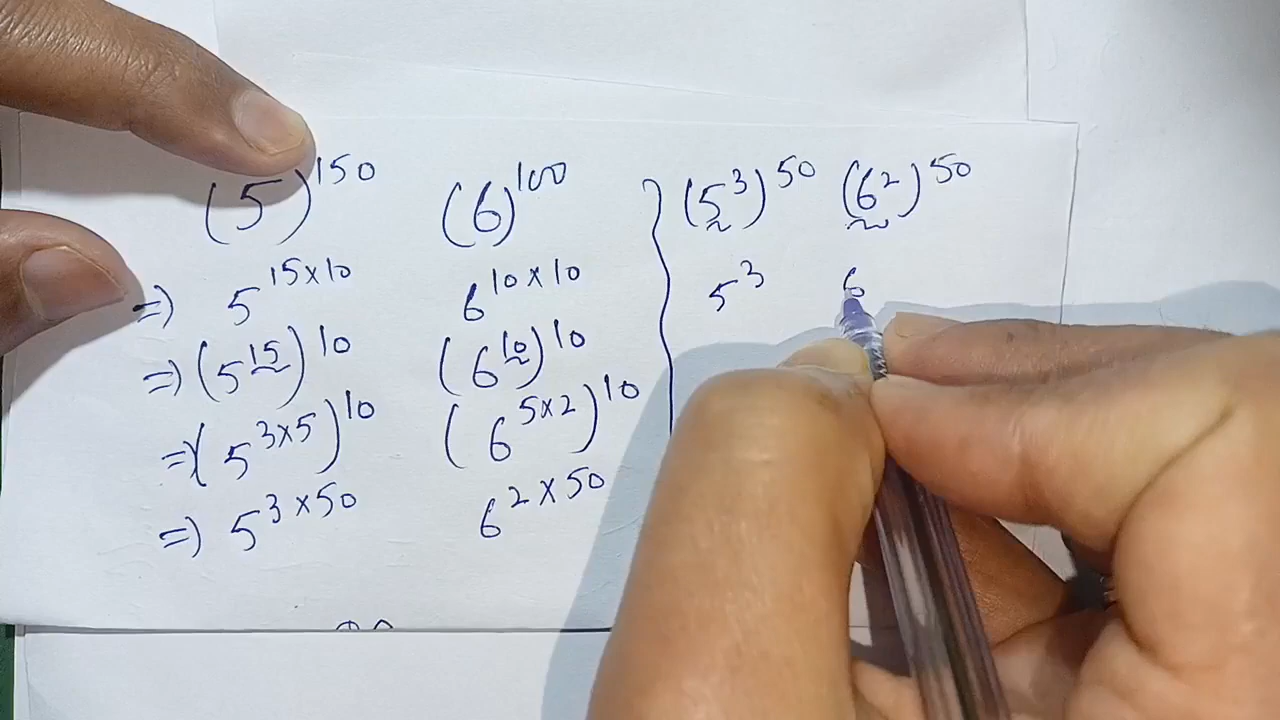 (5)^150 (6)^100
=> 5^15×10 6^10×10
=> (5^15)^10 (6^10)^10
=> (5^3×5)^10 (6^5×2)^10
=> 5^3×50 6^2×50
(5^3)^50 (6^2)^50
5^3 6